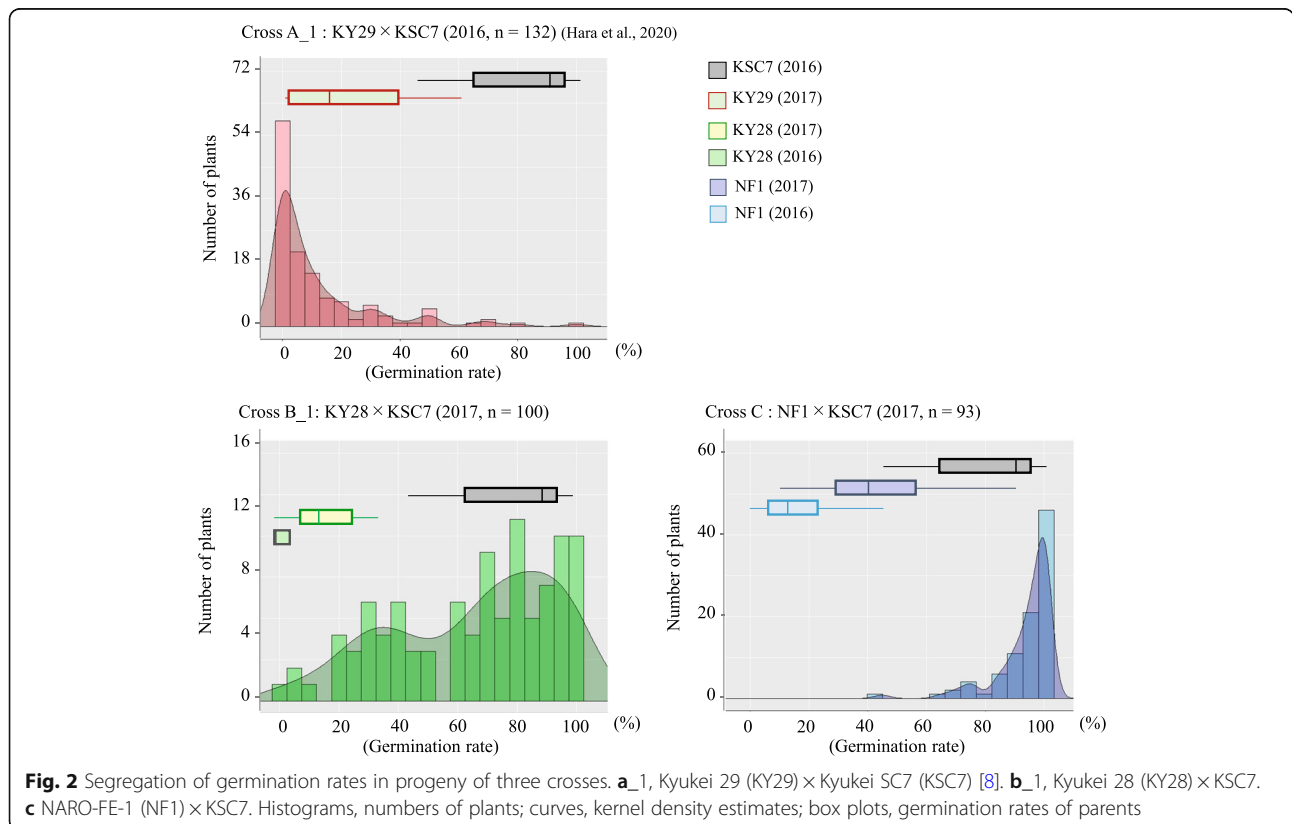 Cross A_1 : KY29 × KSC7 (2016, n = 132) (Hara et al., 2020)
72
54
36
18
0
Number of plants
0 20 40 60 80 100 (%)
(Germination rate)
KSC7 (2016)
KY29 (2017)
KY28 (2017)
KY28 (2016)
NF1 (2017)
NF1 (2016)
Cross B_1: KY28 × KSC7 (2017, n = 100)
16
12
8
4
0
Number of plants
0 20 40 60 80 100 (%)
(Germination rate)
Cross C : NF1 × KSC7 (2017, n = 93)
60
40
20
0
Number of plants
0 20 40 60 80 100 (%)
(Germination rate)
Fig. 2 Segregation of germination rates in progeny of three crosses. a_1, Kyukei 29 (KY29) × Kyukei SC7 (KSC7) [8]. b_1, Kyukei 28 (KY28) × KSC7.
c NARO-FE-1 (NF1) × KSC7. Histograms, numbers of plants; curves, kernel density estimates; box plots, germination rates of parents